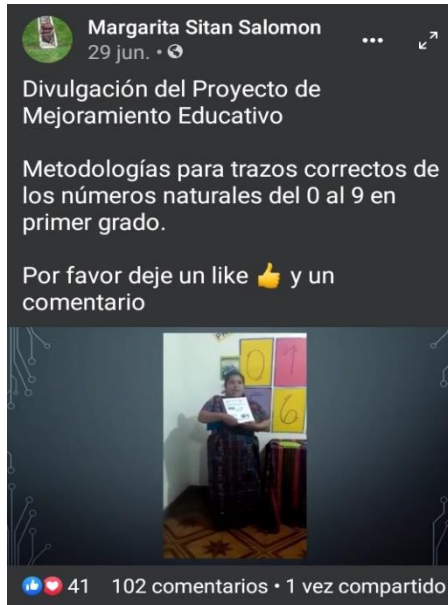 Margarita Sitan Salomon
29 jun. •
Divulgación del Proyecto de
Mejoramiento Educativo
Metodologías para trazos correctos de
los números naturales del 0 al 9 en
primer grado.
Por favor deje un like 👍 y un
comentario
0 1
6
41 102 comentarios • 1 vez compartido